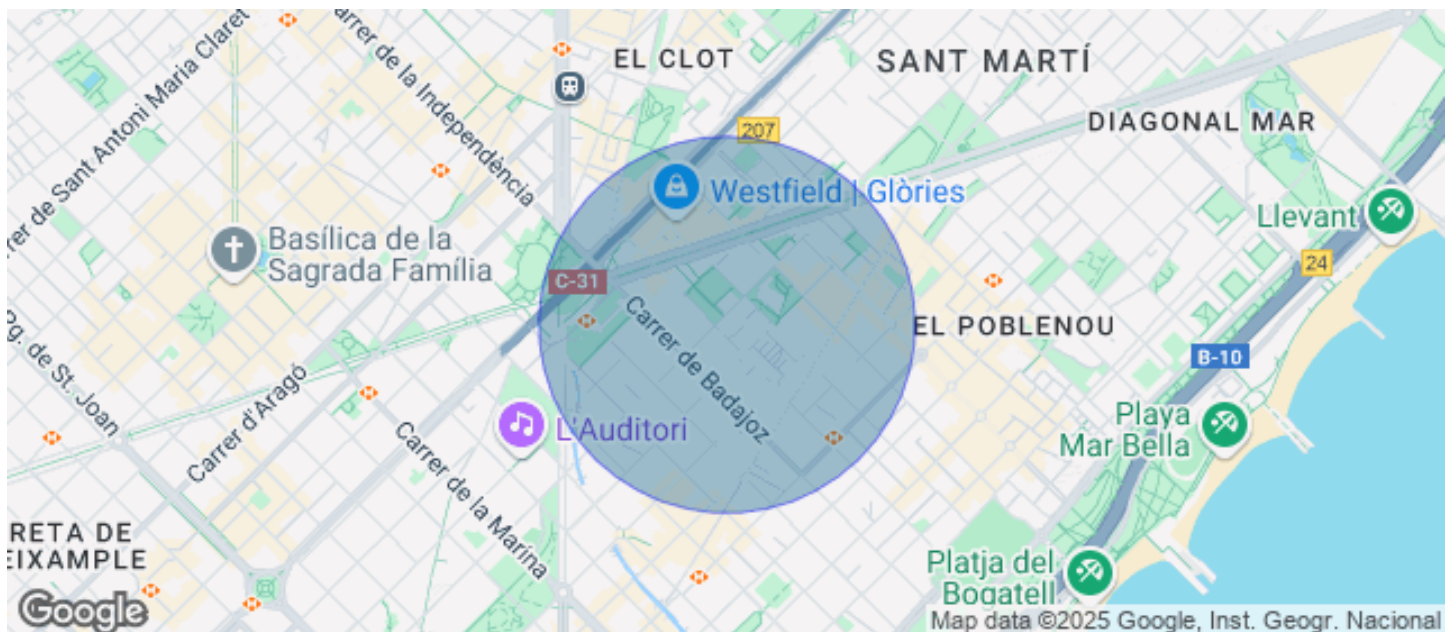 Carrer de Sant Antoni Maria Claret
Carrer de la Independència
EL CLOT
SANT MARTÍ
207
DIAGONAL MAR
Westfield | Glòries
Llevant
Basílica de la
Sagrada Família
24
C-31
Pg. de St. Joan
Carrer de Badajoz
EL POBLENOU
B-10
Carrer d'Aragó
L'Auditori
Playa
Mar Bella
Carrer de la Marina
RETA DE
EIXAMPLE
Platja del
Bogatell
Google
Map data ©2025 Google, Inst. Geogr. Nacional